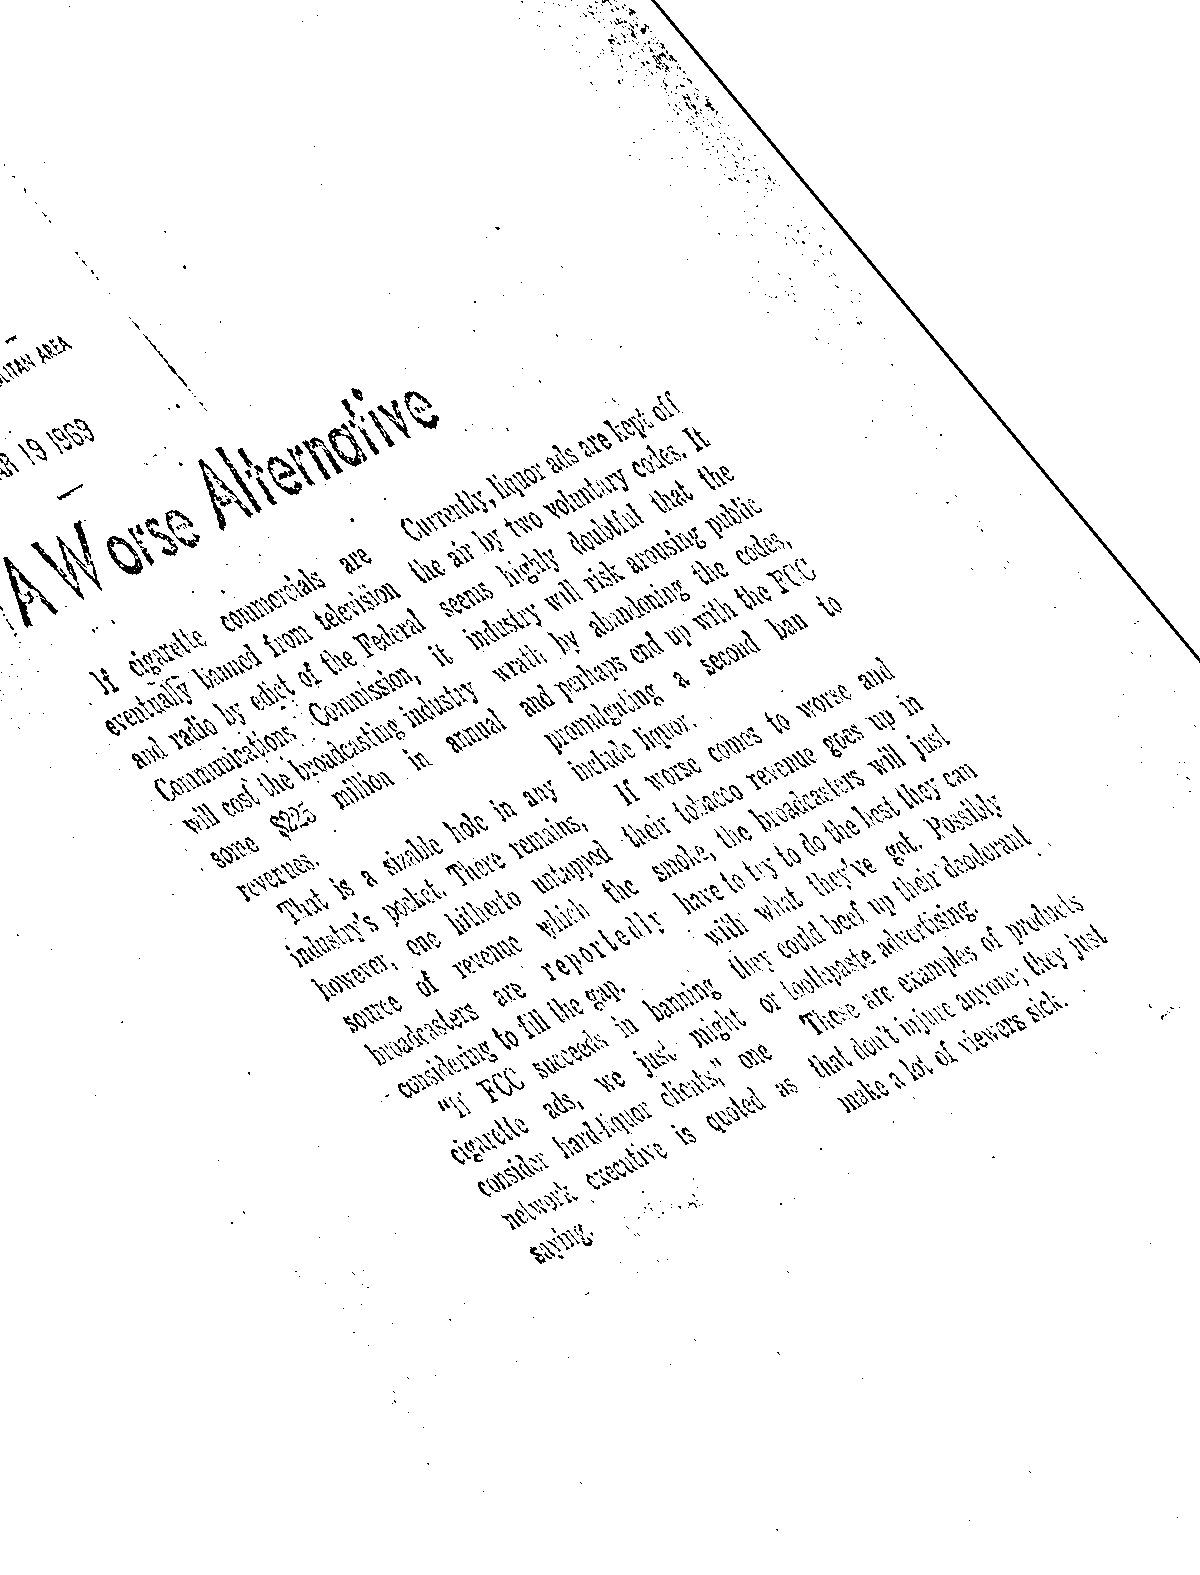 LITAN AREA
19 1969
A Worse Alternative
If cigarette commercials are
eventually banned from television
and radio by edict of the Federal
Communications Commission, it
will cost the broadcasting industry
some $225 million in annual
revenues.
That is a sizable hole in any
industry's pocket. There remains,
however, one hitherto untapped
source of revenue which the
broadcasters are reportedly
considering to fill the gap.
"If FCC succeeds in banning
cigarette ads, we just might
consider hard-liquor clients," one
network executive is quoted as
saying.
Currently, liquor ads are kept off
the air by two voluntary codes. It
seems highly doubtful that the
industry will risk arousing public
wrath by abandoning the codes,
and perhaps end up with the FCC
promulgating a second ban to
include liquor.
If worse comes to worse and
their tobacco revenue goes up in
smoke, the broadcasters will just
have to try to do the best they can
with what they've got. Possibly
they could beef up their deodorant
or toothpaste advertising.
These are examples of products
that don't injure anyone; they just
make a lot of viewers sick.